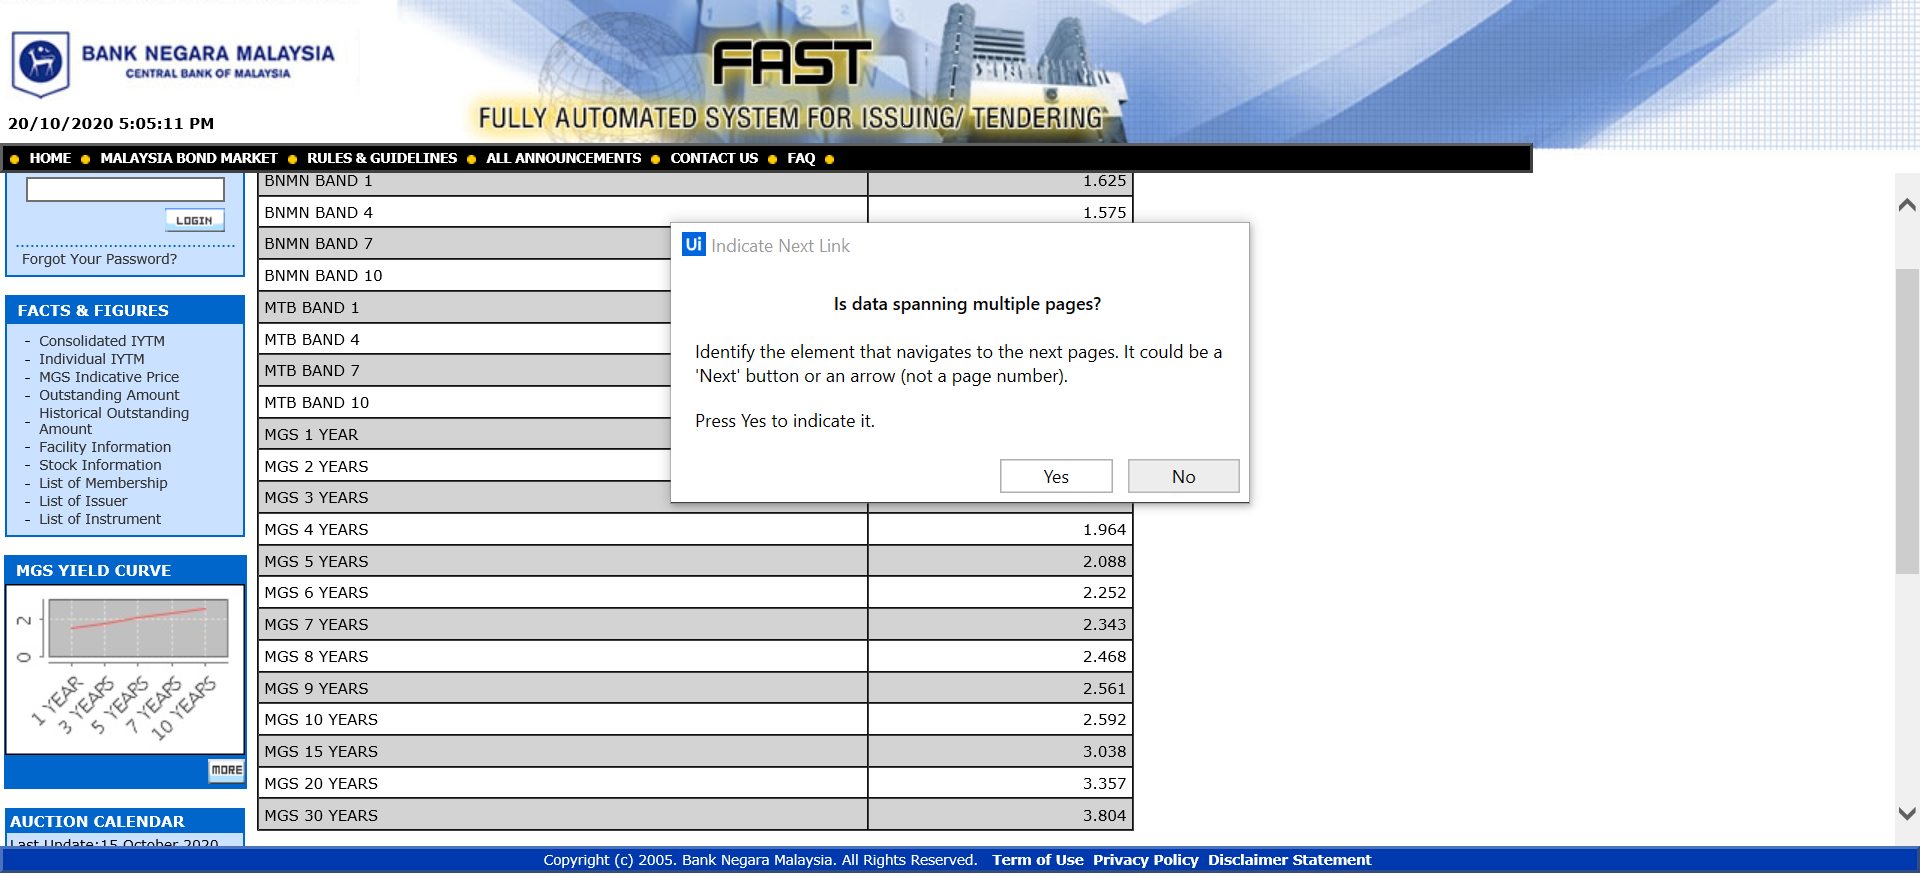 BANK NEGARA MALAYSIA
CENTRAL BANK OF MALAYSIA
1 2 2 3
FAST
FULLY AUTOMATED SYSTEM FOR ISSUING/ TENDERING
20/10/2020 5:05:11 PM
HOME MALAYSIA BOND MARKET RULES & GUIDELINES ALL ANNOUNCEMENTS CONTACT US FAQ
LOGIN
Forgot Your Password?
FACTS & FIGURES
- Consolidated IYTM
- Individual IYTM
- MGS Indicative Price
- Outstanding Amount
- Historical Outstanding
Amount
- Facility Information
- Stock Information
- List of Membership
- List of Issuer
- List of Instrument
MGS YIELD CURVE
2
0
1 YEAR
3 YEARS
5 YEARS
7 YEARS
10 YEARS
MORE
AUCTION CALENDAR
Last Update:15 October 2020
BNMN BAND 1 1.625
BNMN BAND 4 1.575
BNMN BAND 7
BNMN BAND 10
MTB BAND 1
MTB BAND 4
MTB BAND 7
MTB BAND 10
MGS 1 YEAR
MGS 2 YEARS
MGS 3 YEARS
MGS 4 YEARS 1.964
MGS 5 YEARS 2.088
MGS 6 YEARS 2.252
MGS 7 YEARS 2.343
MGS 8 YEARS 2.468
MGS 9 YEARS 2.561
MGS 10 YEARS 2.592
MGS 15 YEARS 3.038
MGS 20 YEARS 3.357
MGS 30 YEARS 3.804
Ui Indicate Next Link
Is data spanning multiple pages?
Identify the element that navigates to the next pages. It could be a
'Next' button or an arrow (not a page number).
Press Yes to indicate it.
Yes No
Copyright (c) 2005. Bank Negara Malaysia. All Rights Reserved. Term of Use Privacy Policy Disclaimer Statement